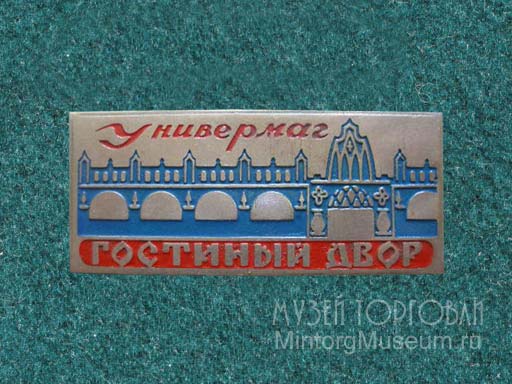 Универмаг
ГОСТИНЫЙ ДВОР
МУЗЕЙ ТОРГОВЛИ
MintorgMuseum.ru